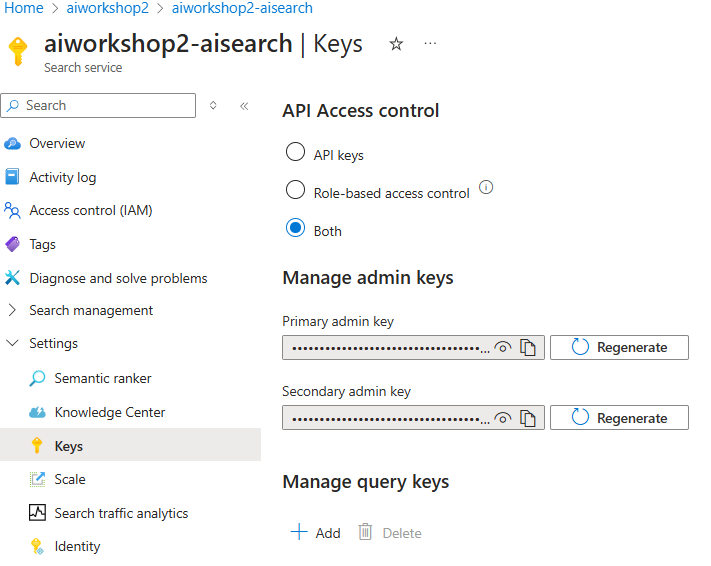 Home > aiworkshop2 > aiworkshop2-aisearch
aiworkshop2-aisearch | Keys
Search service
Search
Overview
Activity log
Access control (IAM)
Tags
Diagnose and solve problems
Search management
Settings
Semantic ranker
Knowledge Center
Keys
Scale
Search traffic analytics
Identity
API Access control
API keys
Role-based access control
Both
Manage admin keys
Primary admin key
Regenerate
Secondary admin key
Regenerate
Manage query keys
Add Delete